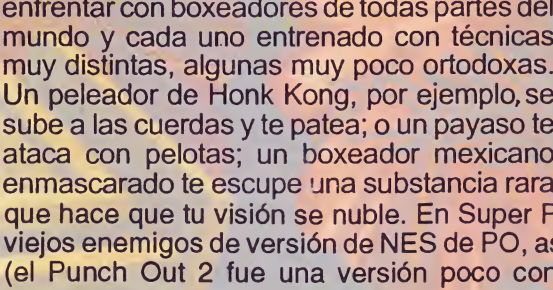 enfrentar con boxeadores de todas partes del
mundo y cada uno entrenado con técnicas
muy distintas, algunas muy poco ortodoxas.
Un peleador de Honk Kong, por ejemplo, se
sube a las cuerdas y te patea; o un payaso te
ataca con pelotas; un boxeador mexicano
enmascarado te escupe una substancia rara
que hace que tu visión se nuble. En Super
viejos enemigos de versión de NES de PO,
(el Punch Out 2 fue una versión poco